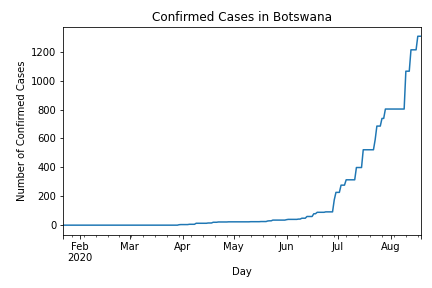 Confirmed Cases in Botswana
Number of Confirmed Cases
1200
1000
800
600
400
200
0
Feb Mar Apr May Jun Jul Aug
2020
Day